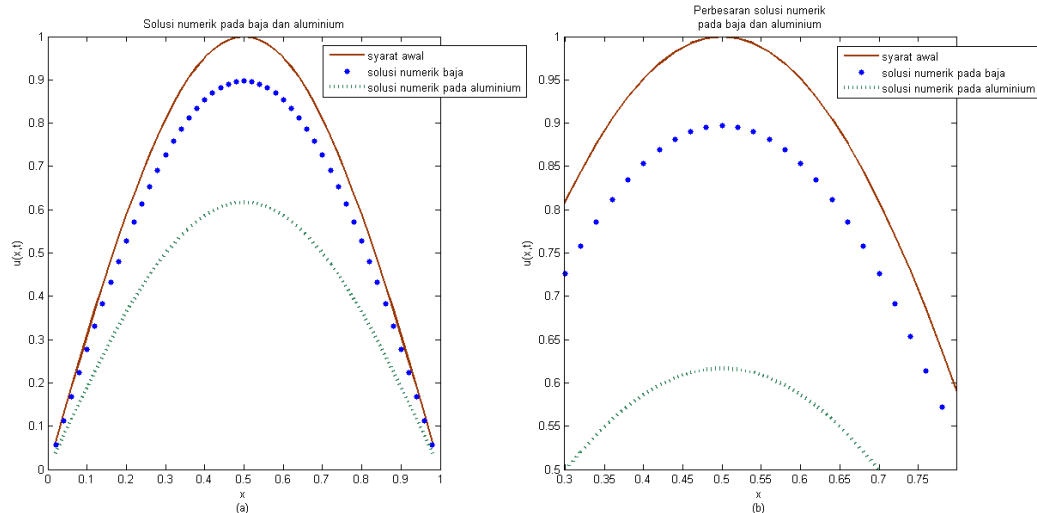 Solusi numerik pada baja dan aluminium
syarat awal
solusi numerik baja
solusi numerik pada aluminium
u(x,t)
1
0.9
0.8
0.7
0.6
0.5
0.4
0.3
0.2
0.1
0
0 0.1 0.2 0.3 0.4 0.5 0.6 0.7 0.8 0.9 1
x
(a)
Perbesaran solusi numerik
pada baja dan aluminium
syarat awal
solusi numerik pada baja
solusi numerik pada aluminium
u(x,t)
1
0.95
0.9
0.85
0.8
0.75
0.7
0.65
0.6
0.55
0.5
0.3 0.35 0.4 0.45 0.5 0.55 0.6 0.65 0.7 0.75
x
(b)